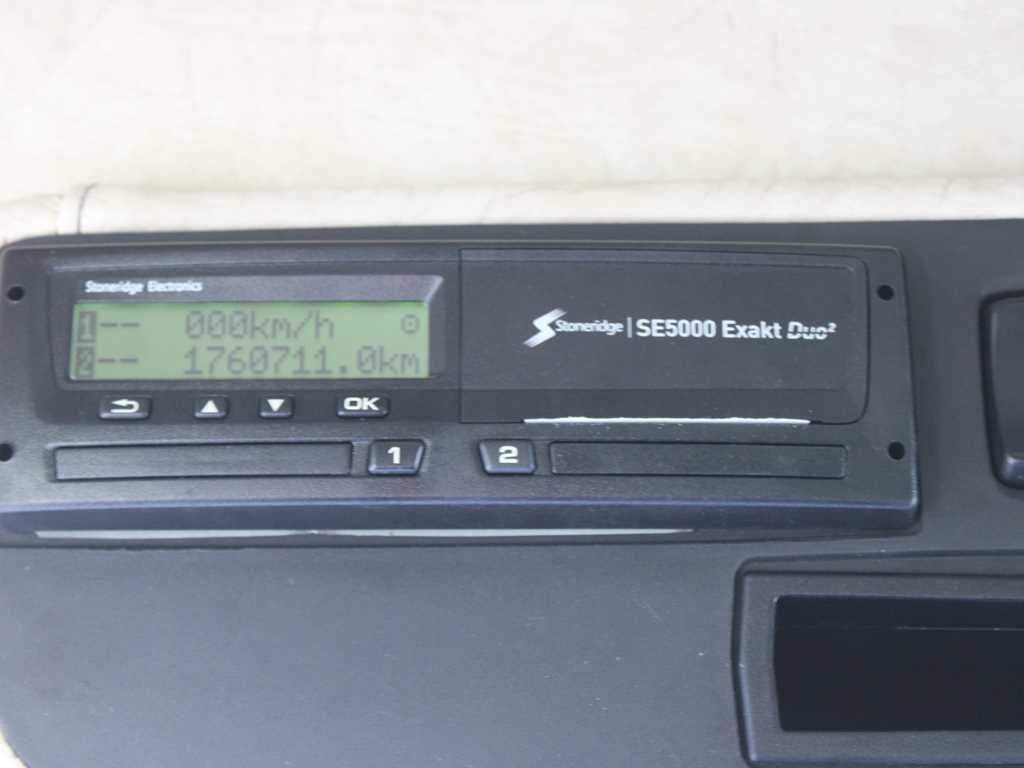 Stoneridge Electronics
1-- 000km/h
2-- 1760711.0km
OK
1
2
Stoneridge | SE5000 Exakt Duo²